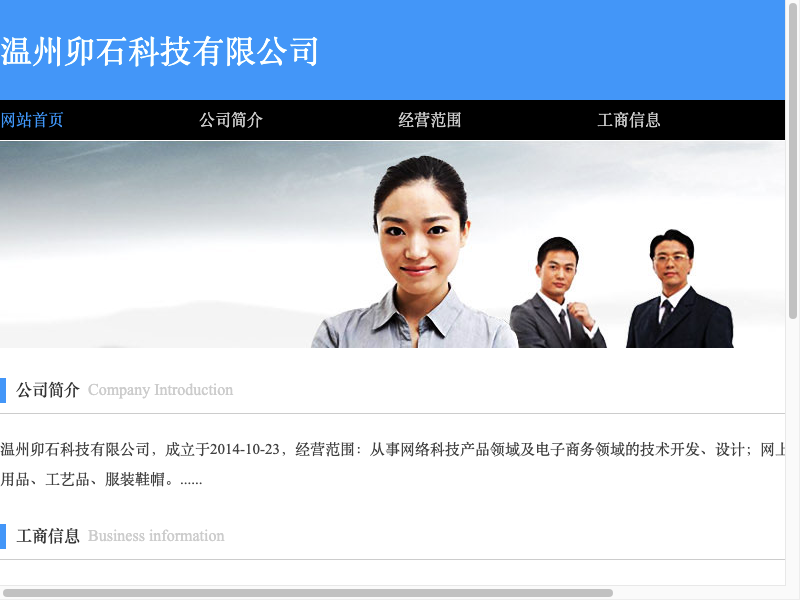 温州卯石科技有限公司
网站首页 公司简介 经营范围 工商信息
公司简介 Company Introduction
温州卯石科技有限公司，成立于2014-10-23，经营范围：从事网络科技产品领域及电子商务领域的技术开发、设计；网上
用品、工艺品、服装鞋帽。......
工商信息 Business information